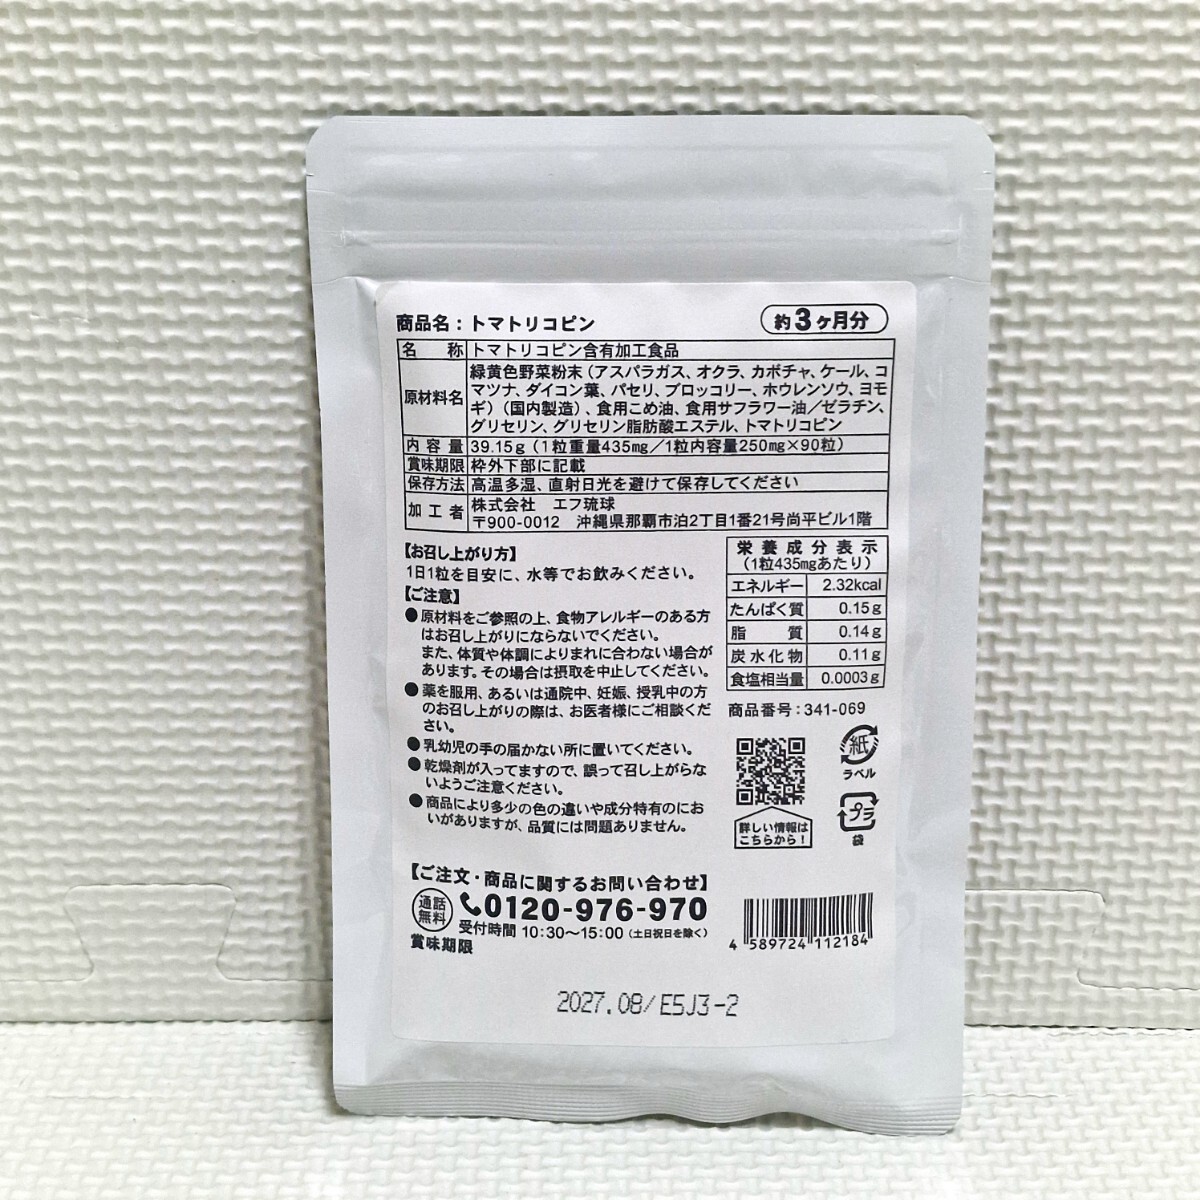 商品名：トマトリコピン
約3ヶ月分
名称 トマトリコピン含有加工食品
原材料名 緑黄色野菜粉末（アスパラガス、オクラ、カボチャ、ケール、コ
マツナ、ダイコン葉、パセリ、ブロッコリー、ホウレンソウ、ヨモ
ギ）（国内製造）、食用こめ油、食用サフラワー油／ゼラチン、
グリセリン、グリセリン脂肪酸エステル、トマトリコピン
内容量 39.15g（1粒重量435mg／1粒内容量250mg×90粒）
賞味期限 枠外下部に記載
保存方法 高温多湿、直射日光を避けて保存してください
加工者 株式会社 エフ琉球
〒900-0012 沖縄県那覇市泊2丁目1番21号尚平ビル1階
【お召し上がり方】
1日1粒を目安に、水等でお飲みください。
【ご注意】
●原材料をご参照の上、食物アレルギーのある方
はお召し上がりにならないでください。
また、体質や体調によりまれに合わない場合が
あります。その場合は摂取を中止してください。
●薬を服用、あるいは通院中、妊娠、授乳中の方
のお召し上がりの際は、お医者様にご相談くだ
さい。
●乳幼児の手の届かない所に置いてください。
●乾燥剤が入ってますので、誤って召し上がらな
いようご注意ください。
●商品により多少の色の違いや成分特有のにお
いがありますが、品質には問題ありません。
栄養成分表示
（1粒435mgあたり）
エネルギー 2.32kcal
たんぱく質 0.15g
脂質 0.14g
炭水化物 0.11g
食塩相当量 0.0003g
商品番号：341-069
紙
ラベル
プラ
袋
詳しい情報は
こちらから！
【ご注文・商品に関するお問い合わせ】
通話
無料
0120-976-970
受付時間 10:30〜15:00（土日祝日を除く）
賞味期限
4 589724 112184
2027.08/E5J3-2